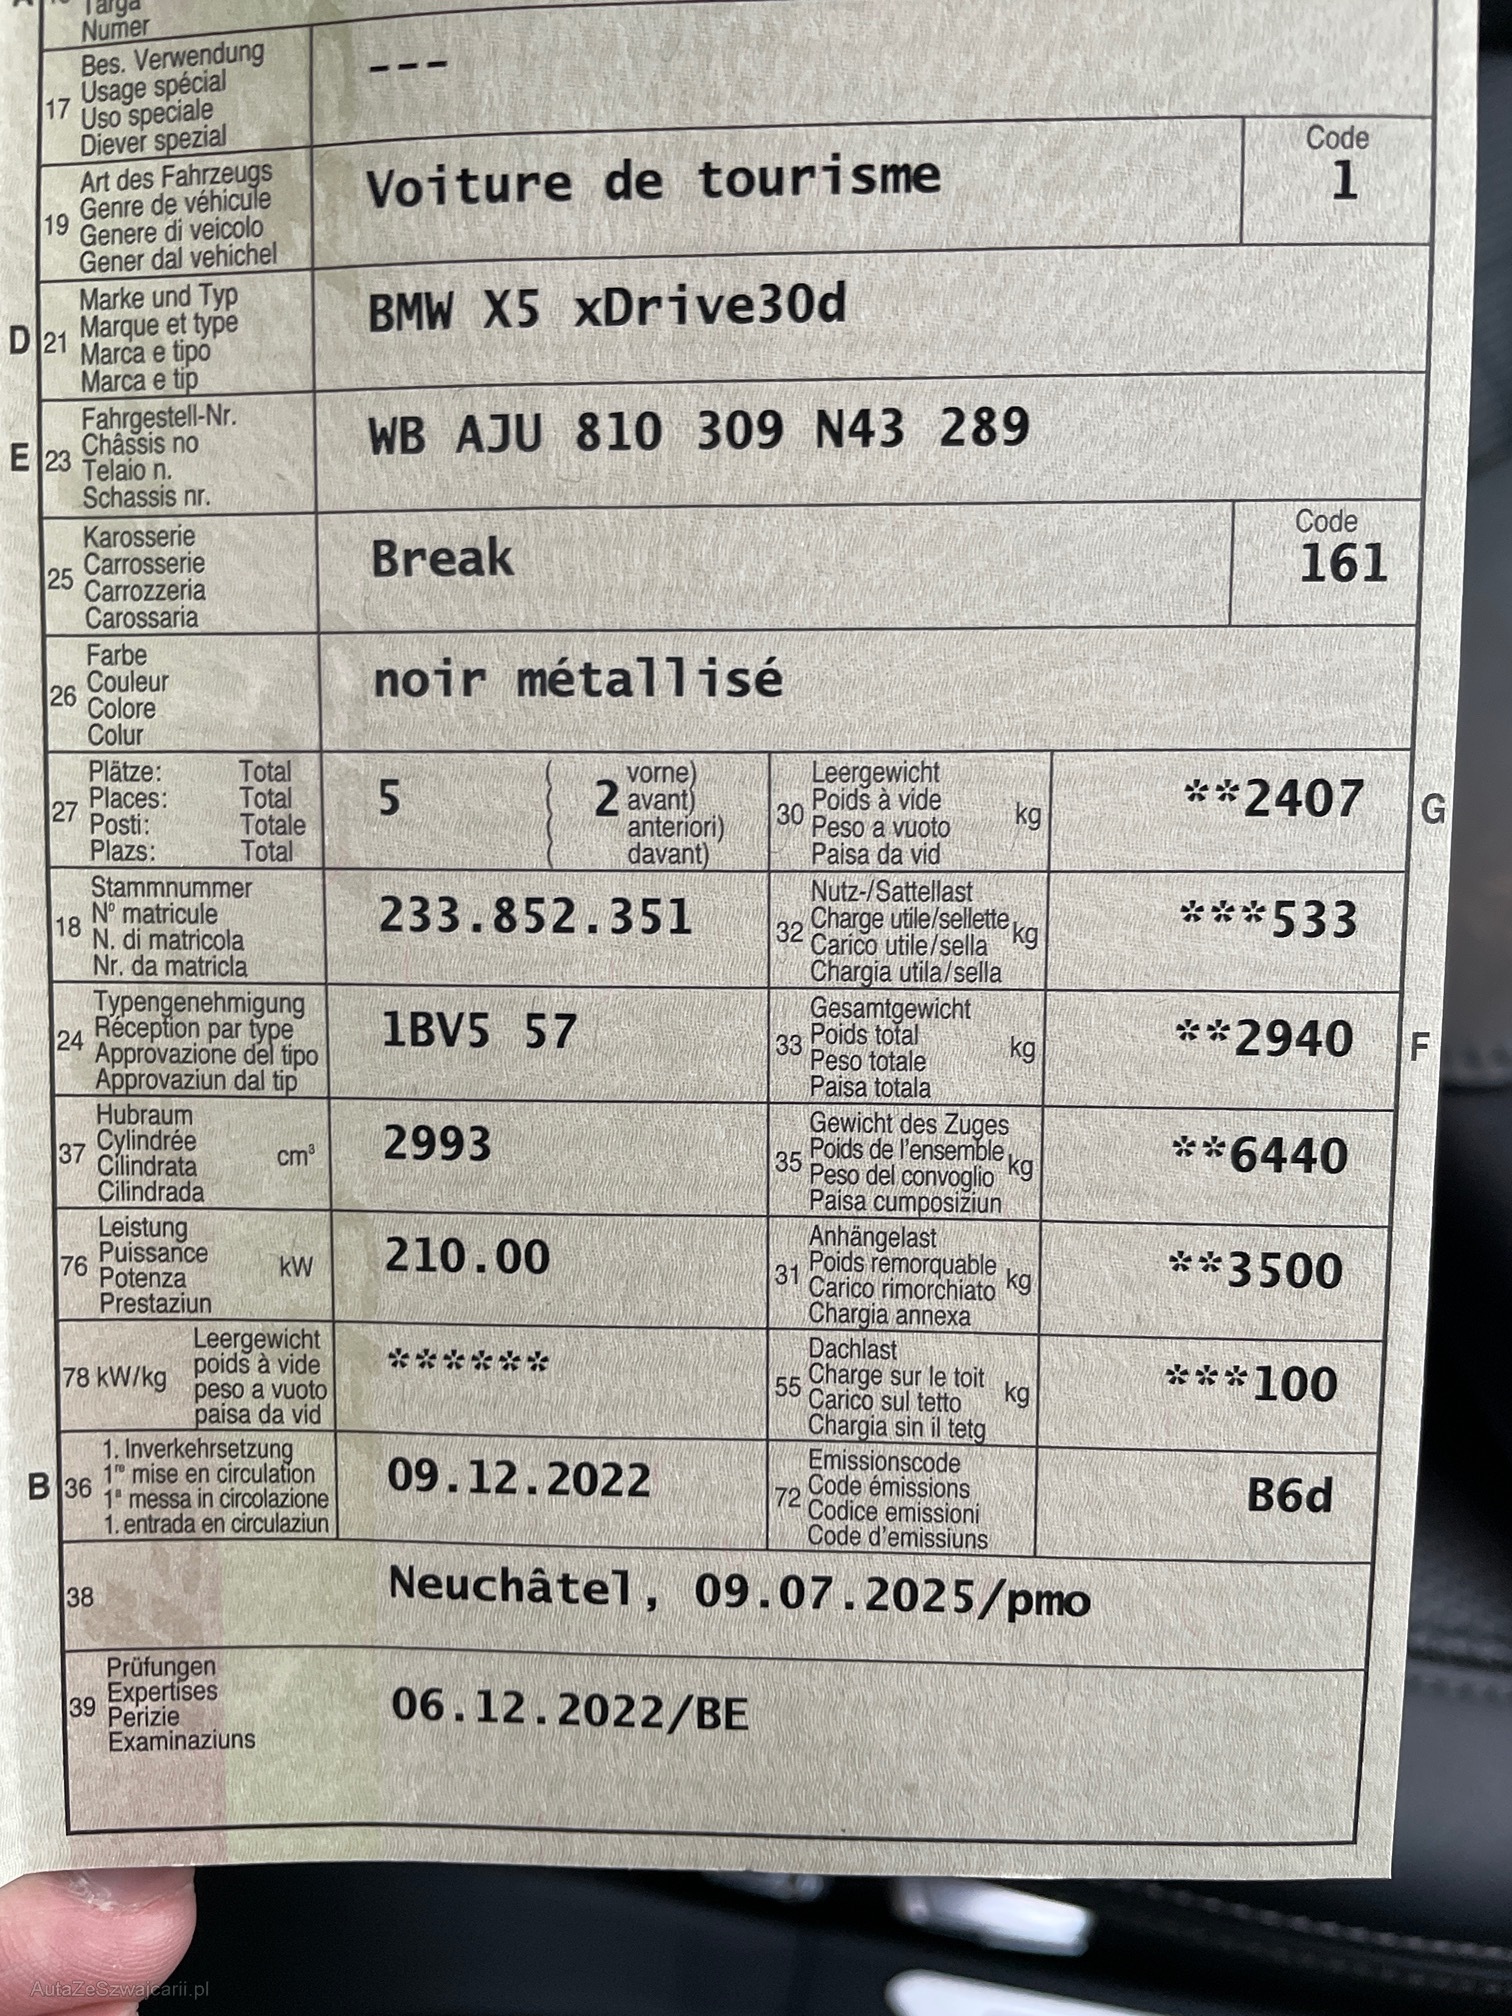 Targa
Numer
17 Bes. Verwendung
Usage spécial
Uso speciale
Diever spezial
---
19 Art des Fahrzeugs
Genre de véhicule
Genere di veicolo
Gener dal vehichel
Voiture de tourisme
Code
1
D 21 Marke und Typ
Marque et type
Marca e tipo
Marca e tip
BMW X5 xDrive30d
E 23 Fahrgestell-Nr.
Châssis no
Telaio n.
Schassis nr.
WB AJU 810 309 N43 289
25 Karosserie
Carrosserie
Carrozzeria
Carossaria
Break
Code
161
26 Farbe
Couleur
Colore
Colur
noir métallisé
27 Plätze: Total
Places: Total
Posti: Totale
Plazs: Total
5 ( 2 vorne)
( avant)
( anteriori)
( davant)
30 Leergewicht
Poids à vide kg
Peso a vuoto
Paisa da vid
**2407 G
18 Stammnummer
N° matricule
N. di matricola
Nr. da matricla
233.852.351
32 Nutz-/Sattellast
Charge utile/sellette kg
Carico utile/sella
Chargia utila/sella
***533
24 Typengenehmigung
Réception par type
Approvazione del tipo
Approvaziun dal tip
1BV5 57
33 Gesamtgewicht
Poids total kg
Peso totale
Paisa totala
**2940 F
37 Hubraum
Cylindrée cm³
Cilindrata
Cilindrada
2993
35 Gewicht des Zuges
Poids de l'ensemble kg
Peso del convoglio
Paisa cumposiziun
**6440
76 Leistung
Puissance kW
Potenza
Prestaziun
210.00
31 Anhängelast
Poids remorquable kg
Carico rimorchiato
Chargia annexa
**3500
78 kW/kg Leergewicht
poids à vide
peso a vuoto
paisa da vid
******
55 Dachlast
Charge sur le toit kg
Carico sul tetto
Chargia sin il tetg
***100
B 36 1. Inverkehrsetzung
1re mise en circulation
1a messa in circolazione
1. entrada en circulaziun
09.12.2022
72 Emissionscode
Code émissions
Codice emissioni
Code d'emissiuns
B6d
38 Neuchâtel, 09.07.2025/pmo
39 Prüfungen
Expertises
Perizie
Examinaziuns
06.12.2022/BE
AutaZeSzwajcarii.pl